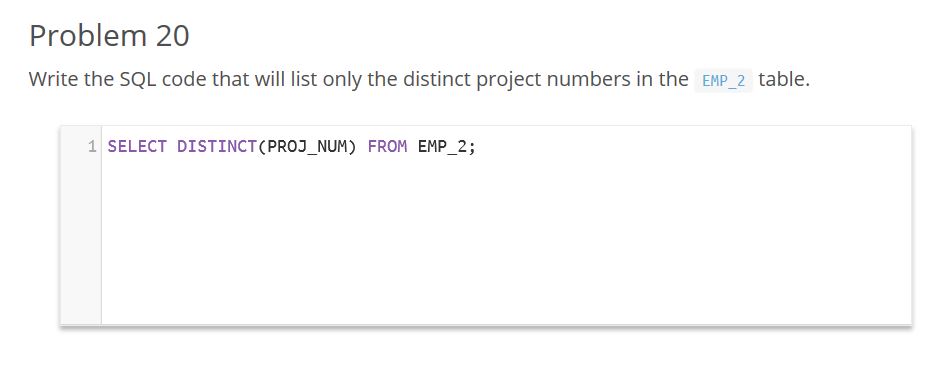 Problem 20
Write the SQL code that will list only the distinct project numbers in the EMP_2 table.
1 SELECT DISTINCT(PROJ_NUM) FROM EMP_2;